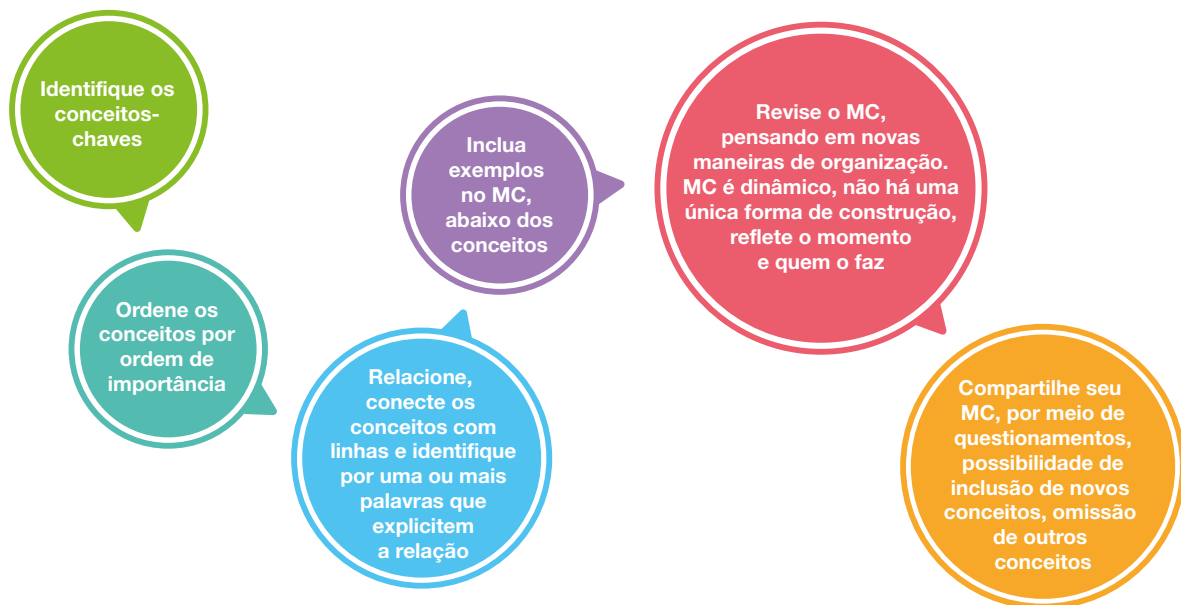 Identifique os
conceitos-
chaves
Ordene os
conceitos por
ordem de
importância
Relacione,
conecte os
conceitos com
linhas e identifique
por uma ou mais
palavras que
explicitem
a relação
Inclua
exemplos
no MC,
abaixo dos
conceitos
Revise o MC,
pensando em novas
maneiras de organização.
MC é dinâmico, não há uma
única forma de construção,
reflete o momento
e quem o faz
Compartilhe seu
MC, por meio de
questionamentos,
possibilidade de
inclusão de novos
conceitos, omissão
de outros
conceitos